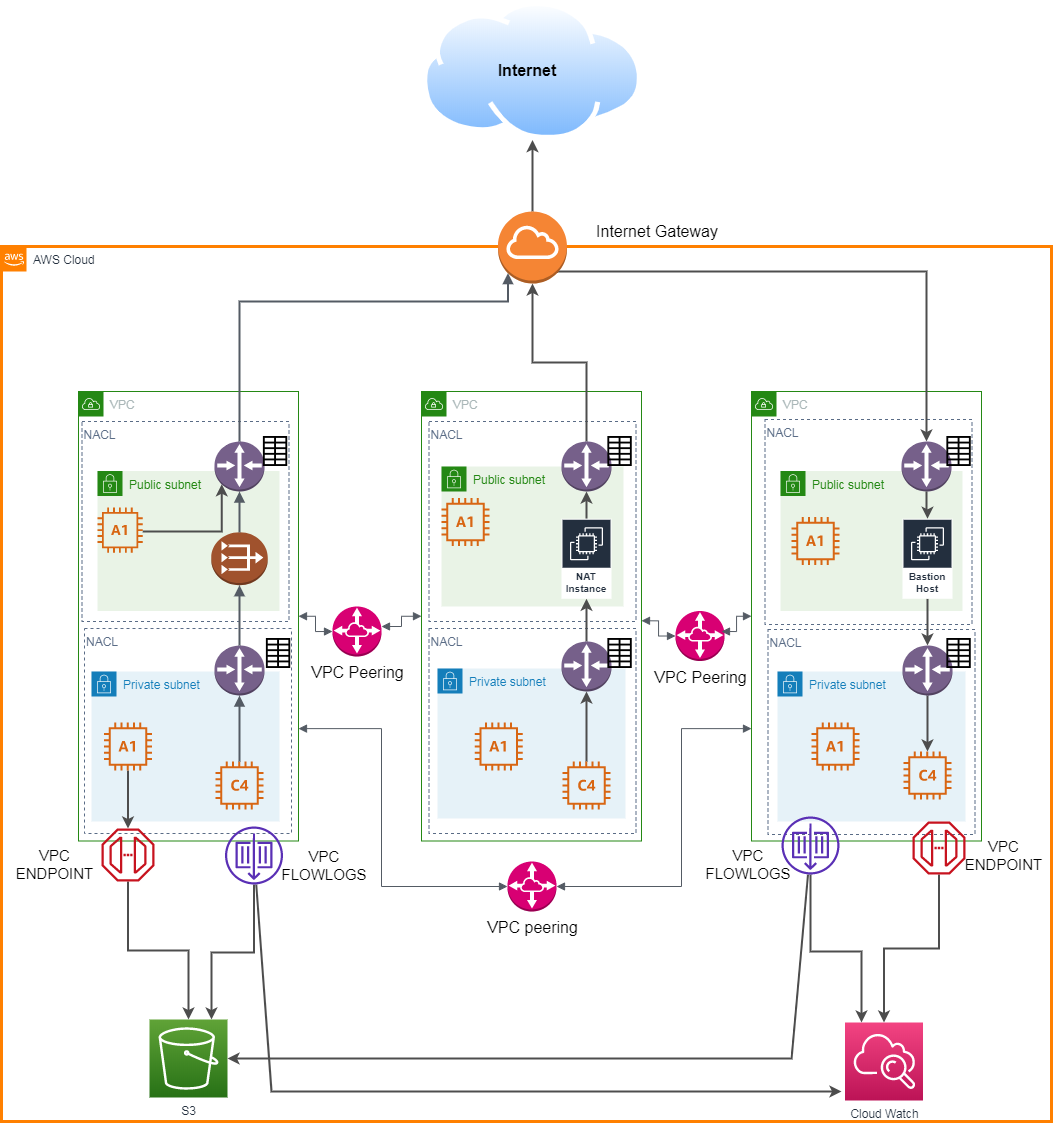 Internet
Internet Gateway
aws
AWS Cloud
VPC
NACL
Public subnet
A1
NACL
Private subnet
A1
C4
VPC
NACL
Public subnet
A1
NAT
Instance
NACL
Private subnet
A1
C4
VPC
NACL
Public subnet
A1
Bastion
Host
NACL
Private subnet
A1
C4
VPC Peering
VPC Peering
VPC
ENDPOINT
VPC
FLOWLOGS
VPC peering
VPC
FLOWLOGS
VPC
ENDPOINT
S3
Cloud Watch